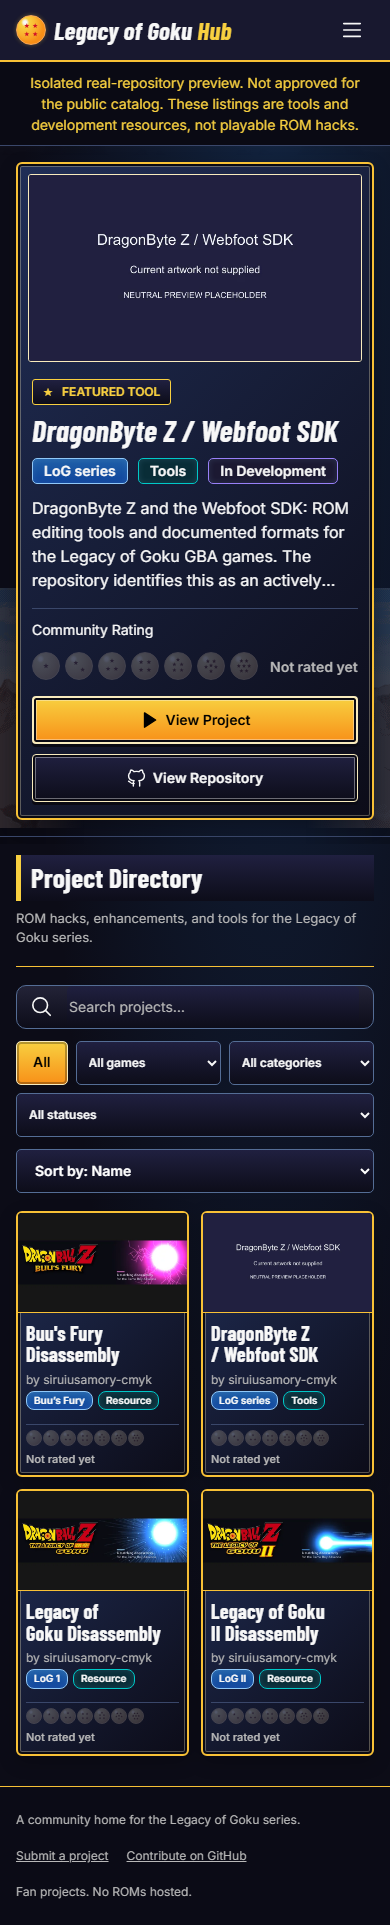 Legacy of Goku Hub
Isolated real-repository preview. Not approved for
the public catalog. These listings are tools and
development resources, not playable ROM hacks.
DragonByte Z / Webfoot SDK
Current artwork not supplied
NEUTRAL PREVIEW PLACEHOLDER
FEATURED TOOL
DragonByte Z / Webfoot SDK
LoG series Tools In Development
DragonByte Z and the Webfoot SDK: ROM
editing tools and documented formats for
the Legacy of Goku GBA games. The
repository identifies this as an actively...
Community Rating
Not rated yet
View Project
View Repository
Project Directory
ROM hacks, enhancements, and tools for the Legacy of
Goku series.
Search projects...
All All games All categories
All statuses
Sort by: Name
DRAGON BALL Z
BUU'S FURY
Buu's Fury
Disassembly
by siruiusamory-cmyk
Buu's Fury Resource
Not rated yet
DragonByte Z / Webfoot SDK
Current artwork not supplied
NEUTRAL PREVIEW PLACEHOLDER
DragonByte Z
/ Webfoot SDK
by siruiusamory-cmyk
LoG series Tools
Not rated yet
DRAGON BALL Z
THE LEGACY OF
GOKU
Legacy of
Goku Disassembly
by siruiusamory-cmyk
LoG 1 Resource
Not rated yet
DRAGON BALL Z
THE LEGACY OF
GOKU II
Legacy of Goku
II Disassembly
by siruiusamory-cmyk
LoG II Resource
Not rated yet
A community home for the Legacy of Goku series.
Submit a project Contribute on GitHub
Fan projects. No ROMs hosted.